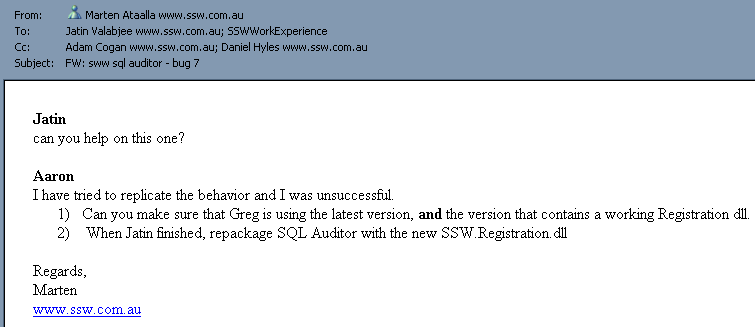 From: Marten Ataalla www.ssw.com.au
To: Jatin Valabjee www.ssw.com.au; SSWWorkExperience
Cc: Adam Cogan www.ssw.com.au; Daniel Hyles www.ssw.com.au
Subject: FW: sww sql auditor - bug 7
Jatin
can you help on this one?
Aaron
I have tried to replicate the behavior and I was unsuccessful.
1) Can you make sure that Greg is using the latest version, and the version that contains a working Registration dll.
2) When Jatin finished, repackage SQL Auditor with the new SSW.Registration.dll
Regards,
Marten
www.ssw.com.au